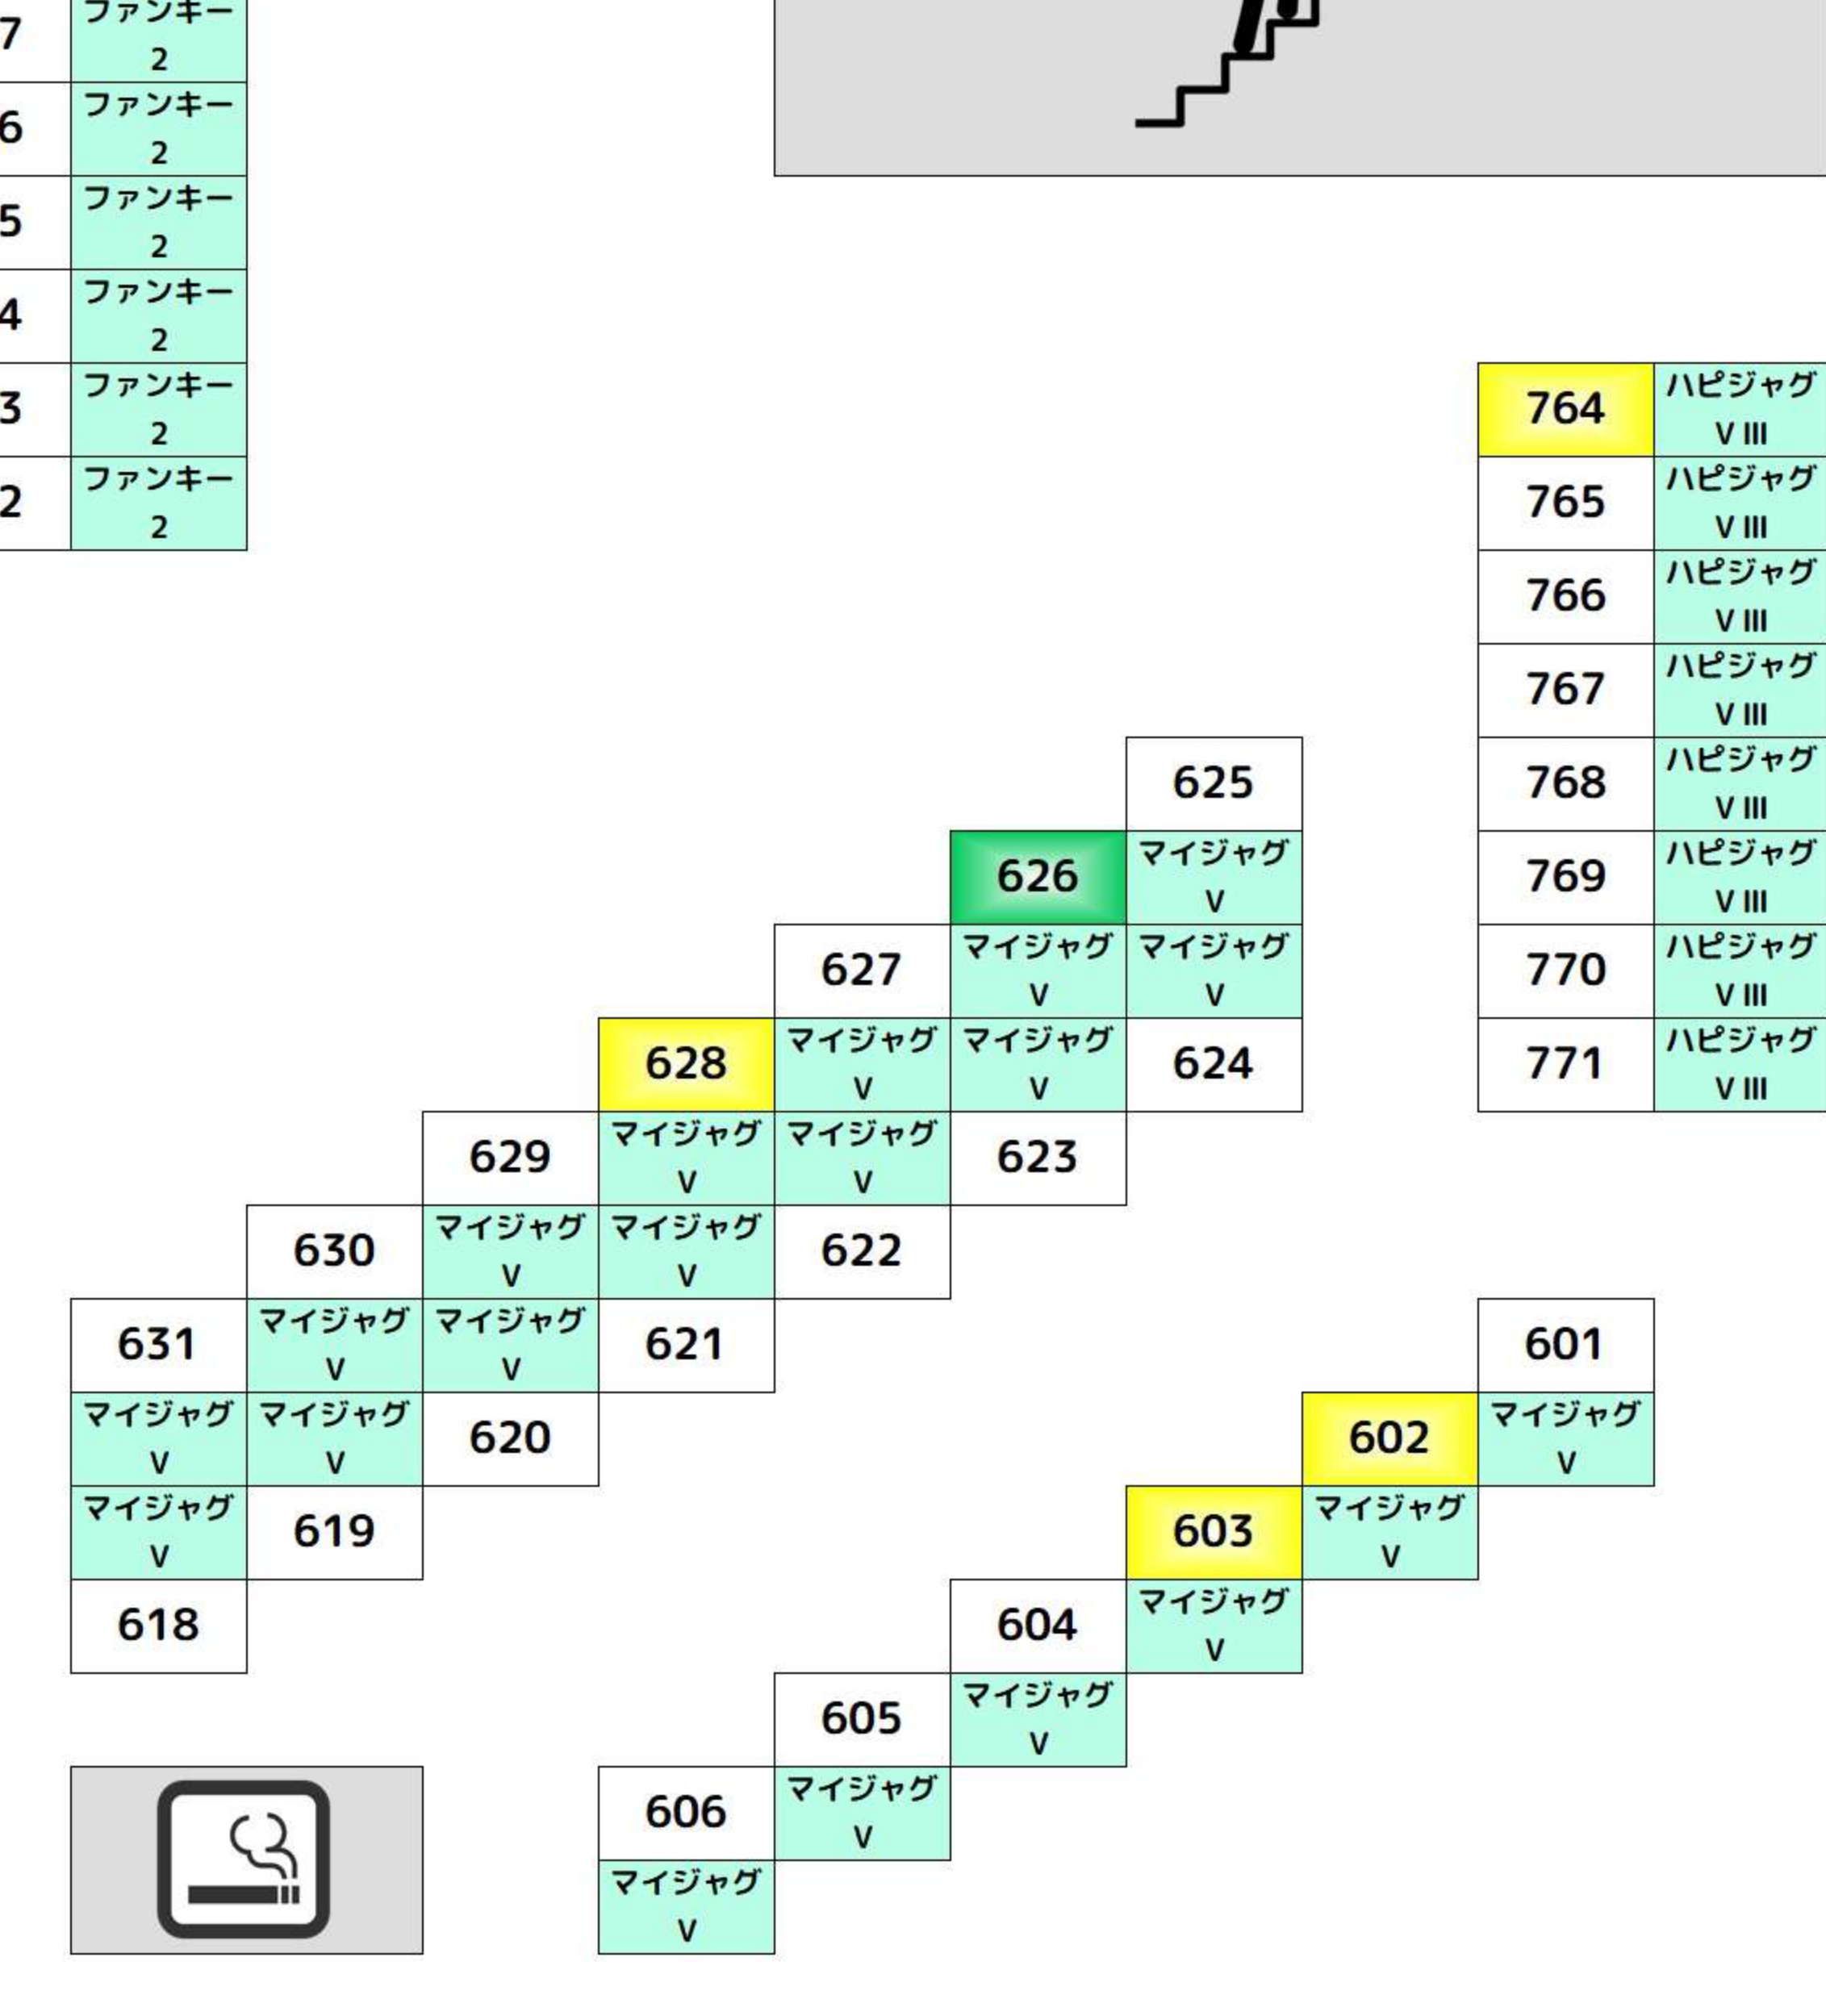 7
ファンキー
2
6
ファンキー
2
5
ファンキー
2
4
ファンキー
2
3
ファンキー
2
2
ファンキー
2
764
ハピジャグ
V III
765
ハピジャグ
V III
766
ハピジャグ
V III
767
ハピジャグ
V III
768
ハピジャグ
V III
769
ハピジャグ
V III
770
ハピジャグ
V III
771
ハピジャグ
V III
625
626
マイジャグ
V
627
マイジャグ
V
マイジャグ
V
628
マイジャグ
V
マイジャグ
V
624
629
マイジャグ
V
マイジャグ
V
623
630
マイジャグ
V
マイジャグ
V
622
631
マイジャグ
V
マイジャグ
V
621
マイジャグ
V
マイジャグ
V
620
マイジャグ
V
619
618
601
602
マイジャグ
V
603
マイジャグ
V
604
マイジャグ
V
605
マイジャグ
V
606
マイジャグ
V
マイジャグ
V